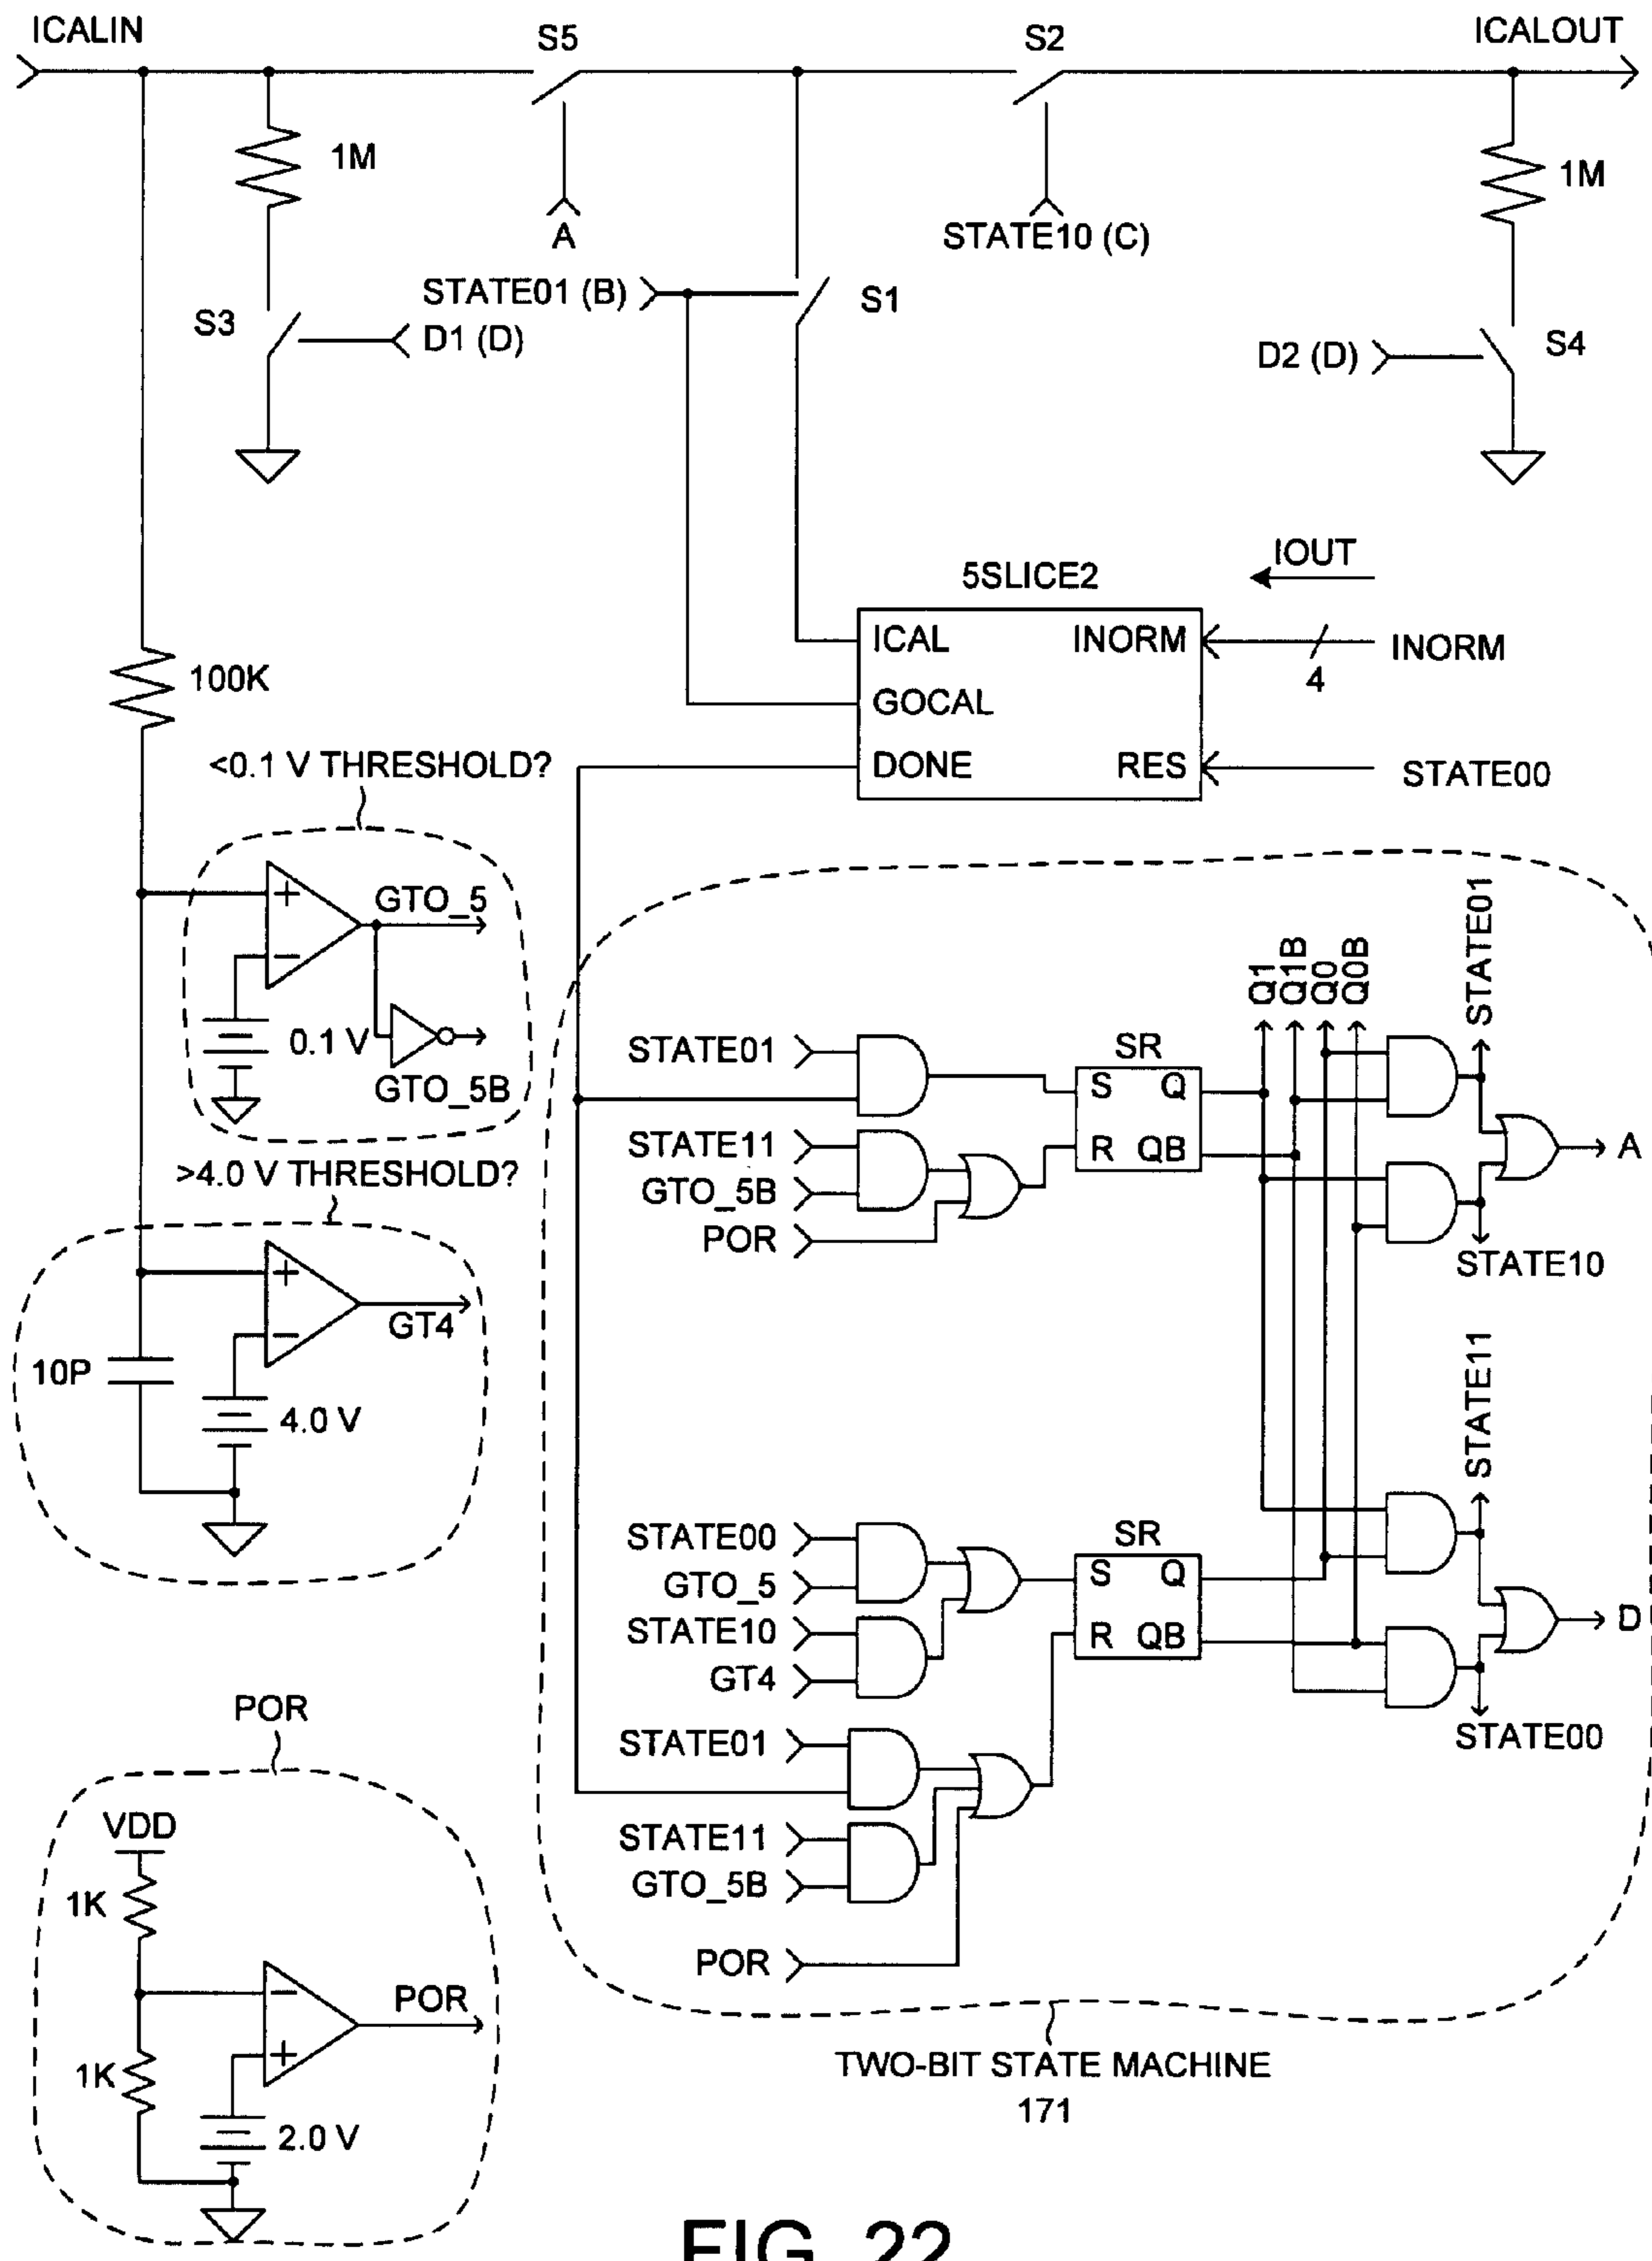 ICALIN
S5
S2
ICALOUT
1M
1M
A
STATE10 (C)
STATE01 (B)
S1
S3
D1 (D)
D2 (D)
S4
IOUT
5SLICE2
ICAL
INORM
INORM
4
100K
GOCAL
<0.1 V THRESHOLD?
DONE
RES
STATE00
+
GTO_5
−
0.1 V
GTO_5B
Q1
Q1B
Q0
Q0B
STATE01
STATE01
SR
S
Q
STATE11
R
QB
A
GTO_5B
>4.0 V THRESHOLD?
POR
STATE10
+
GT4
−
10P
4.0 V
STATE11
STATE00
SR
GTO_5
S
Q
STATE10
R
QB
D
GT4
POR
STATE01
STATE00
VDD
STATE11
1K
GTO_5B
POR
−
POR
+
1K
2.0 V
TWO-BIT STATE MACHINE
171
FIG. 22